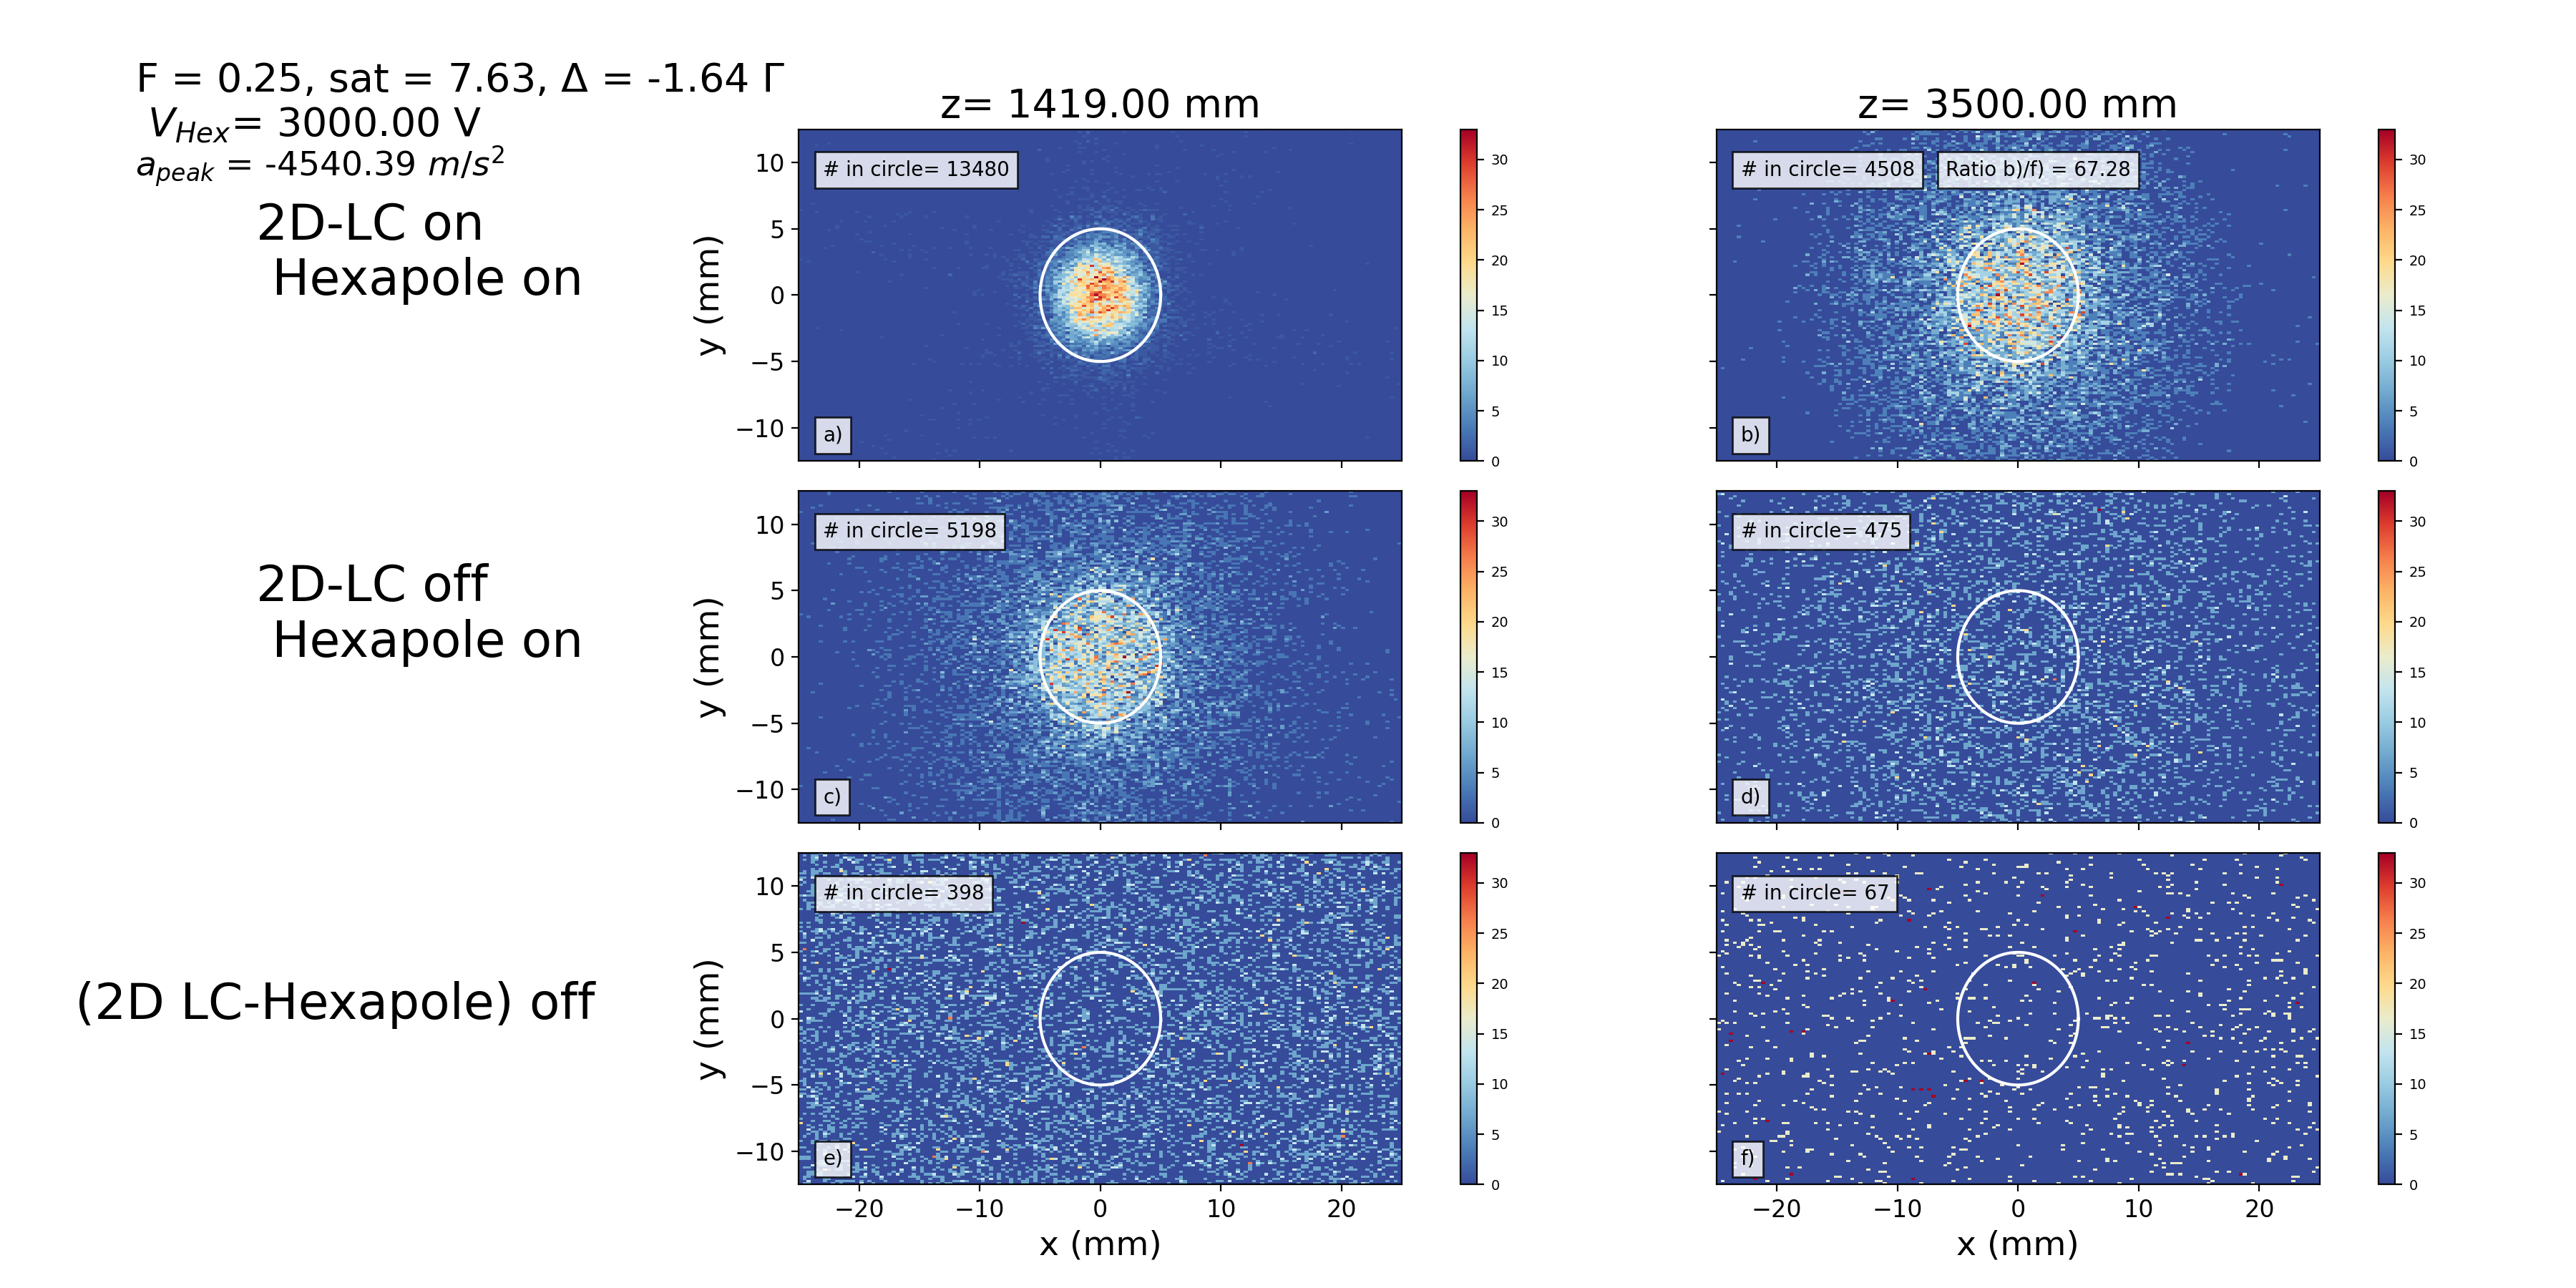 F = 0.25, sat = 7.63, Δ = -1.64 Γ
V_{Hex}= 3000.00 V
a_{peak} = -4540.39 m/s²
2D-LC on
Hexapole on
z= 1419.00 mm
# in circle= 13480
a)
y (mm)
10
5
0
−5
−10
30
25
20
15
10
5
0
z= 3500.00 mm
# in circle= 4508
Ratio b)/f) = 67.28
b)
30
25
20
15
10
5
0
2D-LC off
Hexapole on
# in circle= 5198
c)
y (mm)
10
5
0
−5
−10
30
25
20
15
10
5
0
# in circle= 475
d)
30
25
20
15
10
5
0
(2D LC-Hexapole) off
# in circle= 398
e)
y (mm)
10
5
0
−5
−10
−20 −10 0 10 20
x (mm)
30
25
20
15
10
5
0
# in circle= 67
f)
−20 −10 0 10 20
x (mm)
30
25
20
15
10
5
0